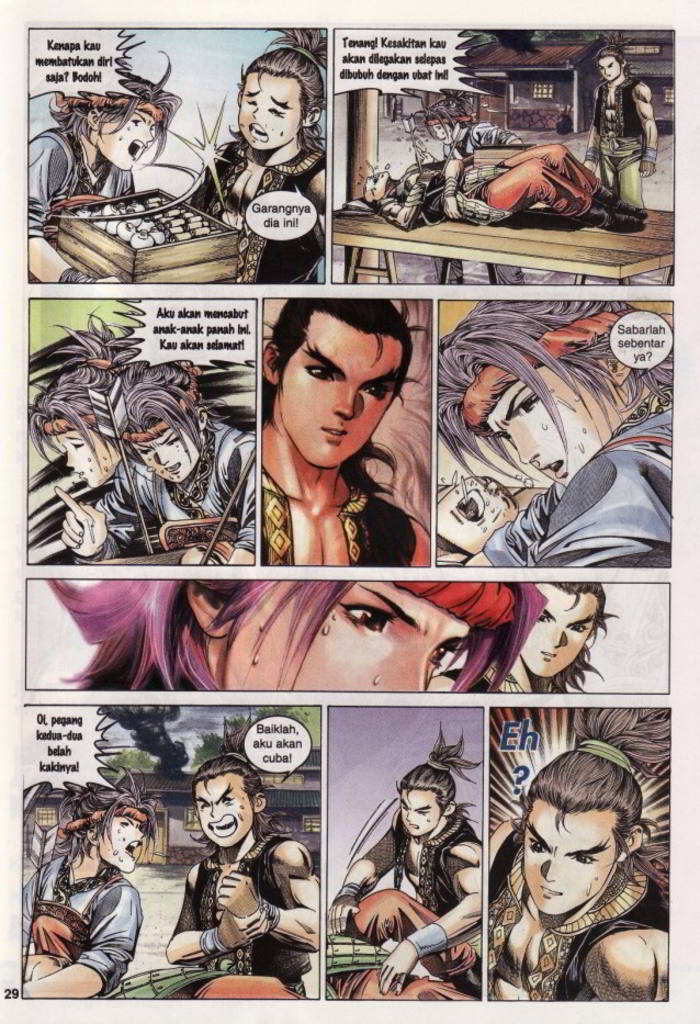 Kenapa kau
membatukan diri
saja? Bodoh!
Garangnya
dia ini!
Tenang! Kesakitan kau
akan dilegakan selepas
dibubuh dengan ubat ini!
Aku akan mencabut
anak-anak panah ini.
Kau akan selamat!
Sabarlah
sebentar
ya?
Oi, pegang
kedua-dua
belah
kakinya!
Baiklah,
aku akan
cuba!
Eh
?
29